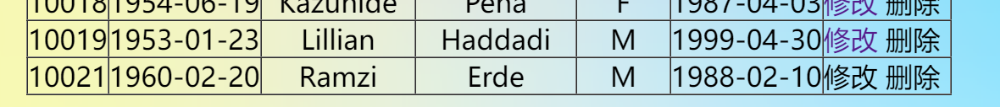 10018 1954-06-19 Kazuhide Peha F 1987-04-03 修改 删除
10019 1953-01-23 Lillian Haddadi M 1999-04-30 修改 删除
10021 1960-02-20 Ramzi Erde M 1988-02-10 修改 删除